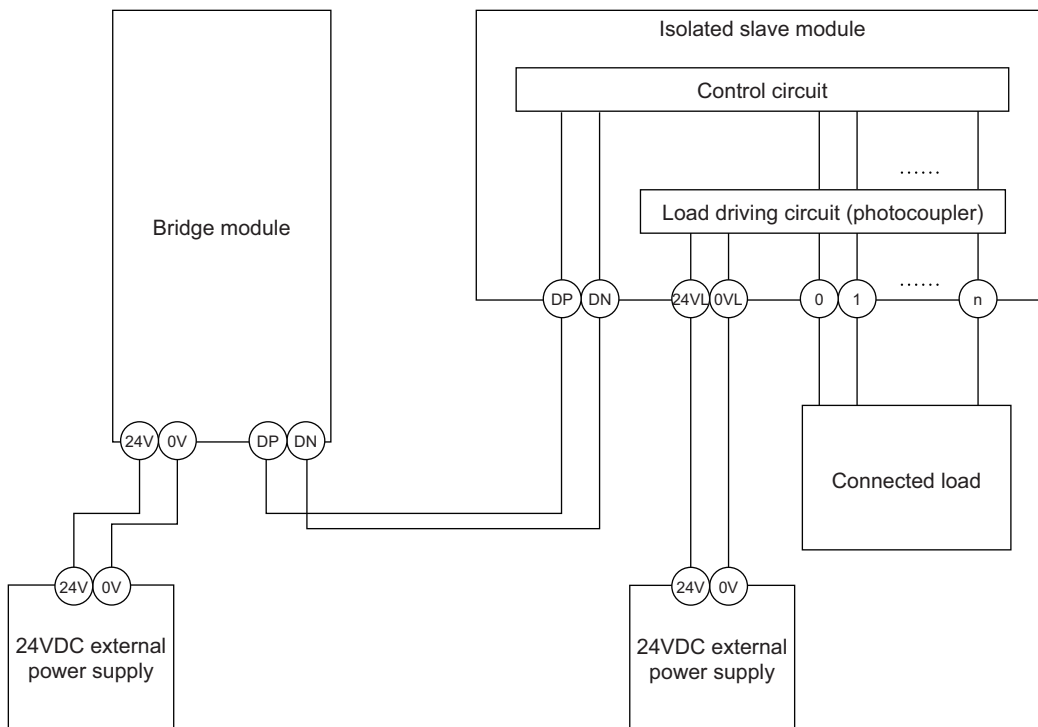 Isolated slave module
Control circuit
......
Bridge module
Load driving circuit (photocoupler)
......
DP DN 24VL 0VL 0 1 n
24V 0V DP DN
Connected load
24V 0V
24VDC external
power supply
24V 0V
24VDC external
power supply